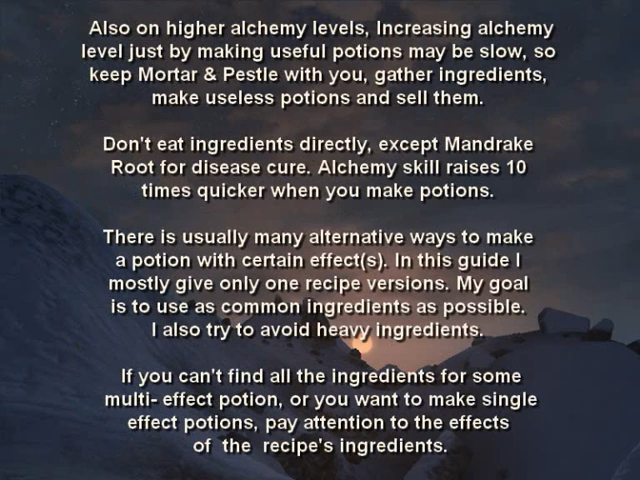 Also on higher alchemy levels, Increasing alchemy
level just by making useful potions may be slow, so
keep Mortar & Pestle with you, gather ingredients,
make useless potions and sell them.
Don't eat ingredients directly, except Mandrake
Root for disease cure. Alchemy skill raises 10
times quicker when you make potions.
There is usually many alternative ways to make
a potion with certain effect(s). In this guide I
mostly give only one recipe versions. My goal
is to use as common ingredients as possible.
I also try to avoid heavy ingredients.
If you can't find all the ingredients for some
multi- effect potion, or you want to make single
effect potions, pay attention to the effects
of the recipe's ingredients.